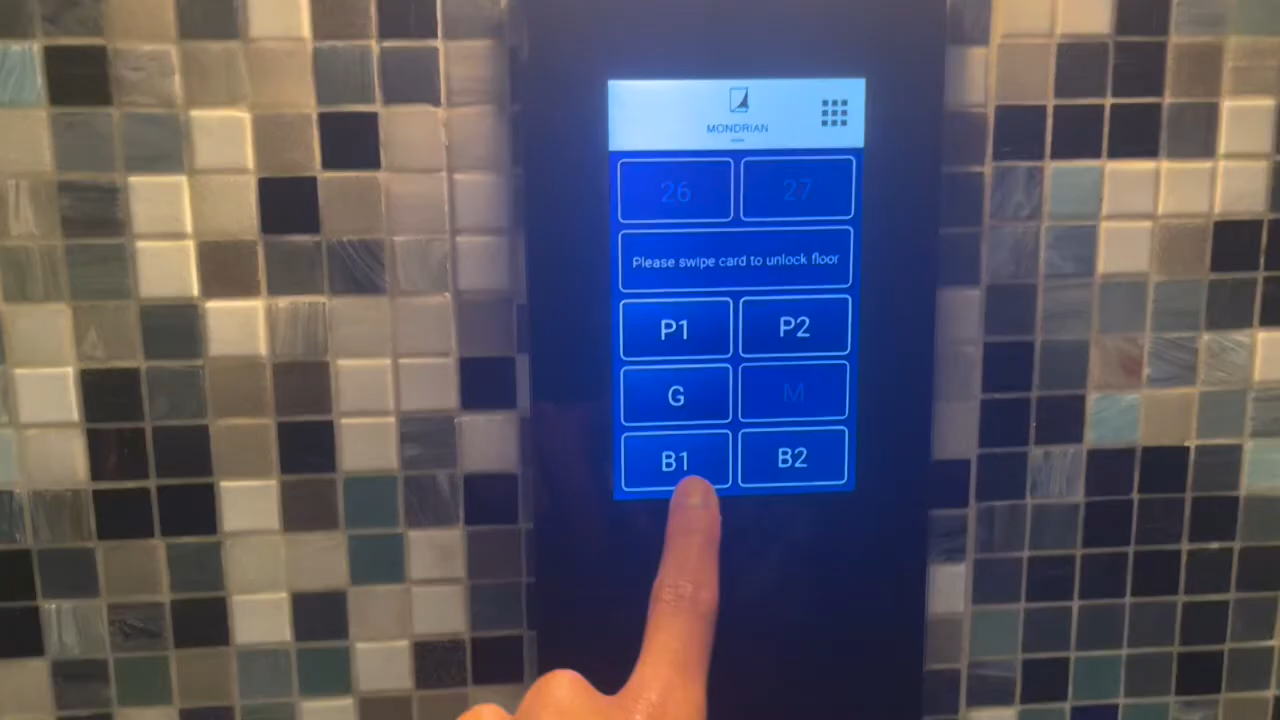 MONDRIAN
26 27
Please swipe card to unlock floor
P1 P2
G M
B1 B2